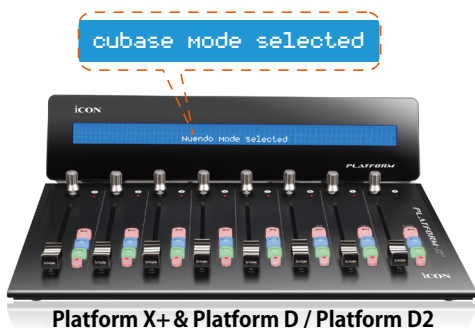 cubase Mode selected
iCON
Nuendo Mode Selected
PLATFORM
PLATFORM X+
iCON
Platform X+ & Platform D / Platform D2